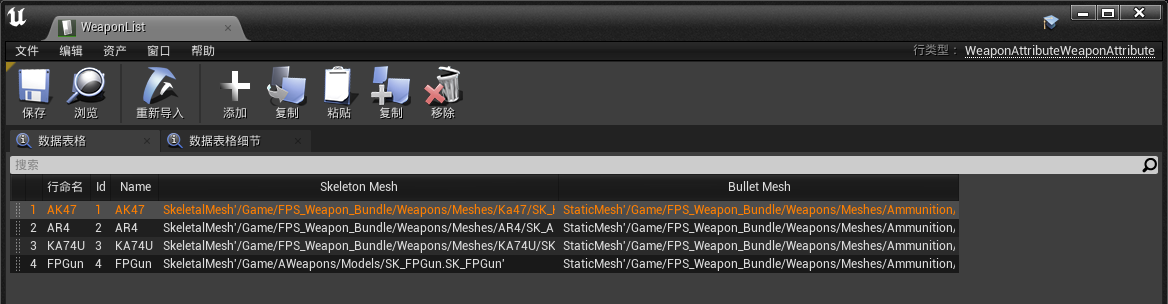 WeaponList
文件 编辑 资产 窗口 帮助 行类型： WeaponAttributeWeaponAttribute
保存 浏览 重新导入 添加 复制 粘贴 复制 移除
数据表格 数据表格细节
搜索
行命名 Id Name Skeleton Mesh Bullet Mesh
1 AK47 1 AK47 SkeletalMesh'/Game/FPS_Weapon_Bundle/Weapons/Meshes/Ka47/SK_ StaticMesh'/Game/FPS_Weapon_Bundle/Weapons/Meshes/Ammunition/
2 AR4 2 AR4 SkeletalMesh'/Game/FPS_Weapon_Bundle/Weapons/Meshes/AR4/SK_A StaticMesh'/Game/FPS_Weapon_Bundle/Weapons/Meshes/Ammunition/
3 KA74U 3 KA74U SkeletalMesh'/Game/FPS_Weapon_Bundle/Weapons/Meshes/KA74U/SK StaticMesh'/Game/FPS_Weapon_Bundle/Weapons/Meshes/Ammunition/
4 FPGun 4 FPGun SkeletalMesh'/Game/AWeapons/Models/SK_FPGun.SK_FPGun' StaticMesh'/Game/FPS_Weapon_Bundle/Weapons/Meshes/Ammunition/